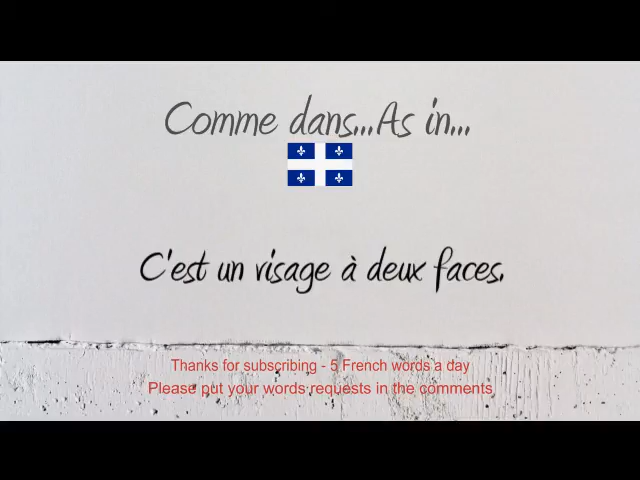 Comme dans...As in...
C'est un visage à deux faces.
Thanks for subscribing - 5 French words a day
Please put your words requests in the comments